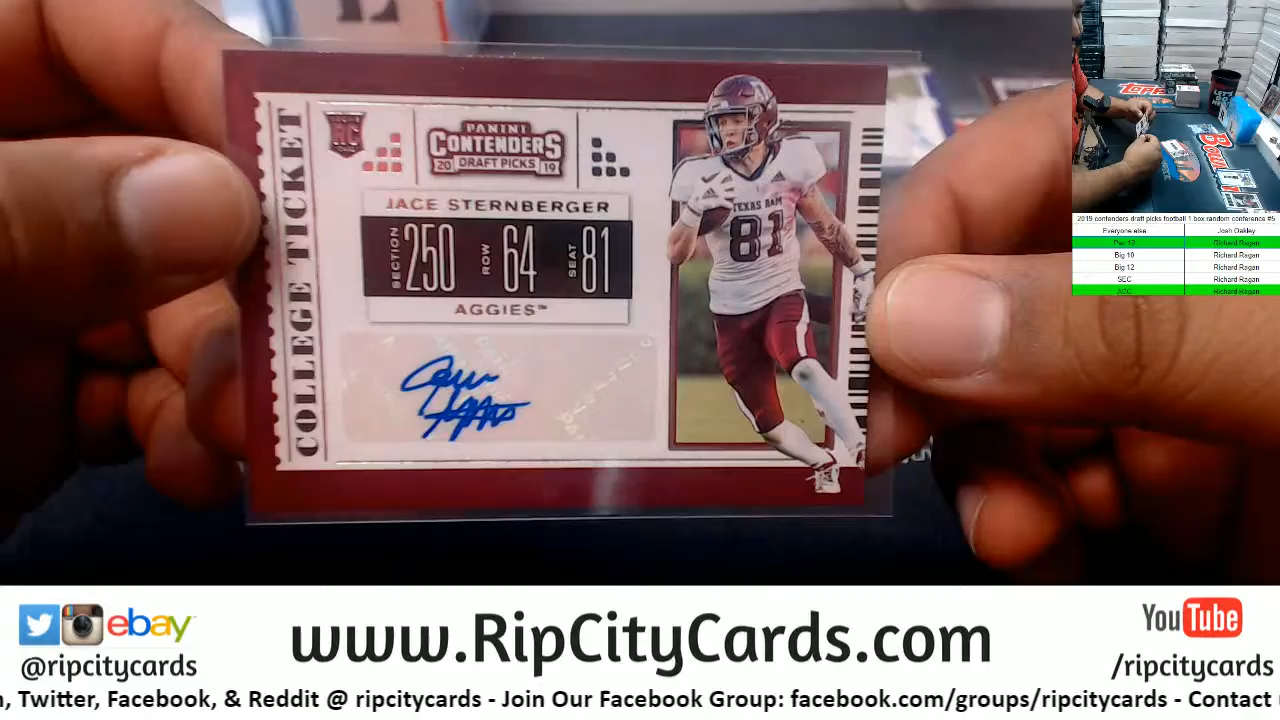 COLLEGE TICKET
RC
PANINI
CONTENDERS
20 DRAFT PICKS 19
JACE STERNBERGER
SECTION 250 ROW 64 SEAT 81
AGGIES™
TEXAS A&M
81
Topps
2019 contenders draft picks football 1 box random conference #5
Everyone else Josh Oakley
Pac 12 Richard Ragan
Big 10 Richard Ragan
Big 12 Richard Ragan
SEC Richard Ragan
ACC Richard Ragan
ebay
@ripcitycards
www.RipCityCards.com
YouTube
/ripcitycards
, Twitter, Facebook, & Reddit @ ripcitycards - Join Our Facebook Group: facebook.com/groups/ripcitycards - Contact